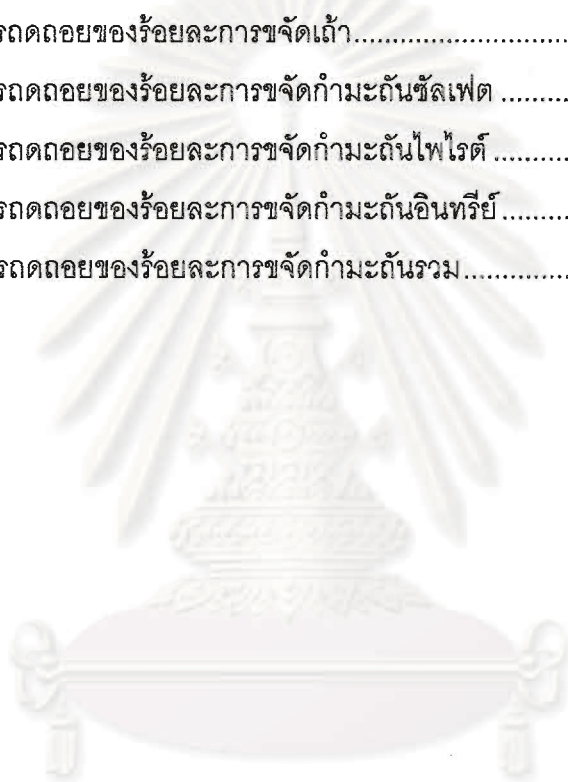 รถดถอยของร้อยละการขจัดเถ้า............................
รถดถอยของร้อยละการขจัดกำมะถันซัลเฟต .........
รถดถอยของร้อยละการขจัดกำมะถันไพไรต์ ..........
รถดถอยของร้อยละการขจัดกำมะถันอินทรีย์ .........
รถดถอยของร้อยละการขจัดกำมะถันรวม..............